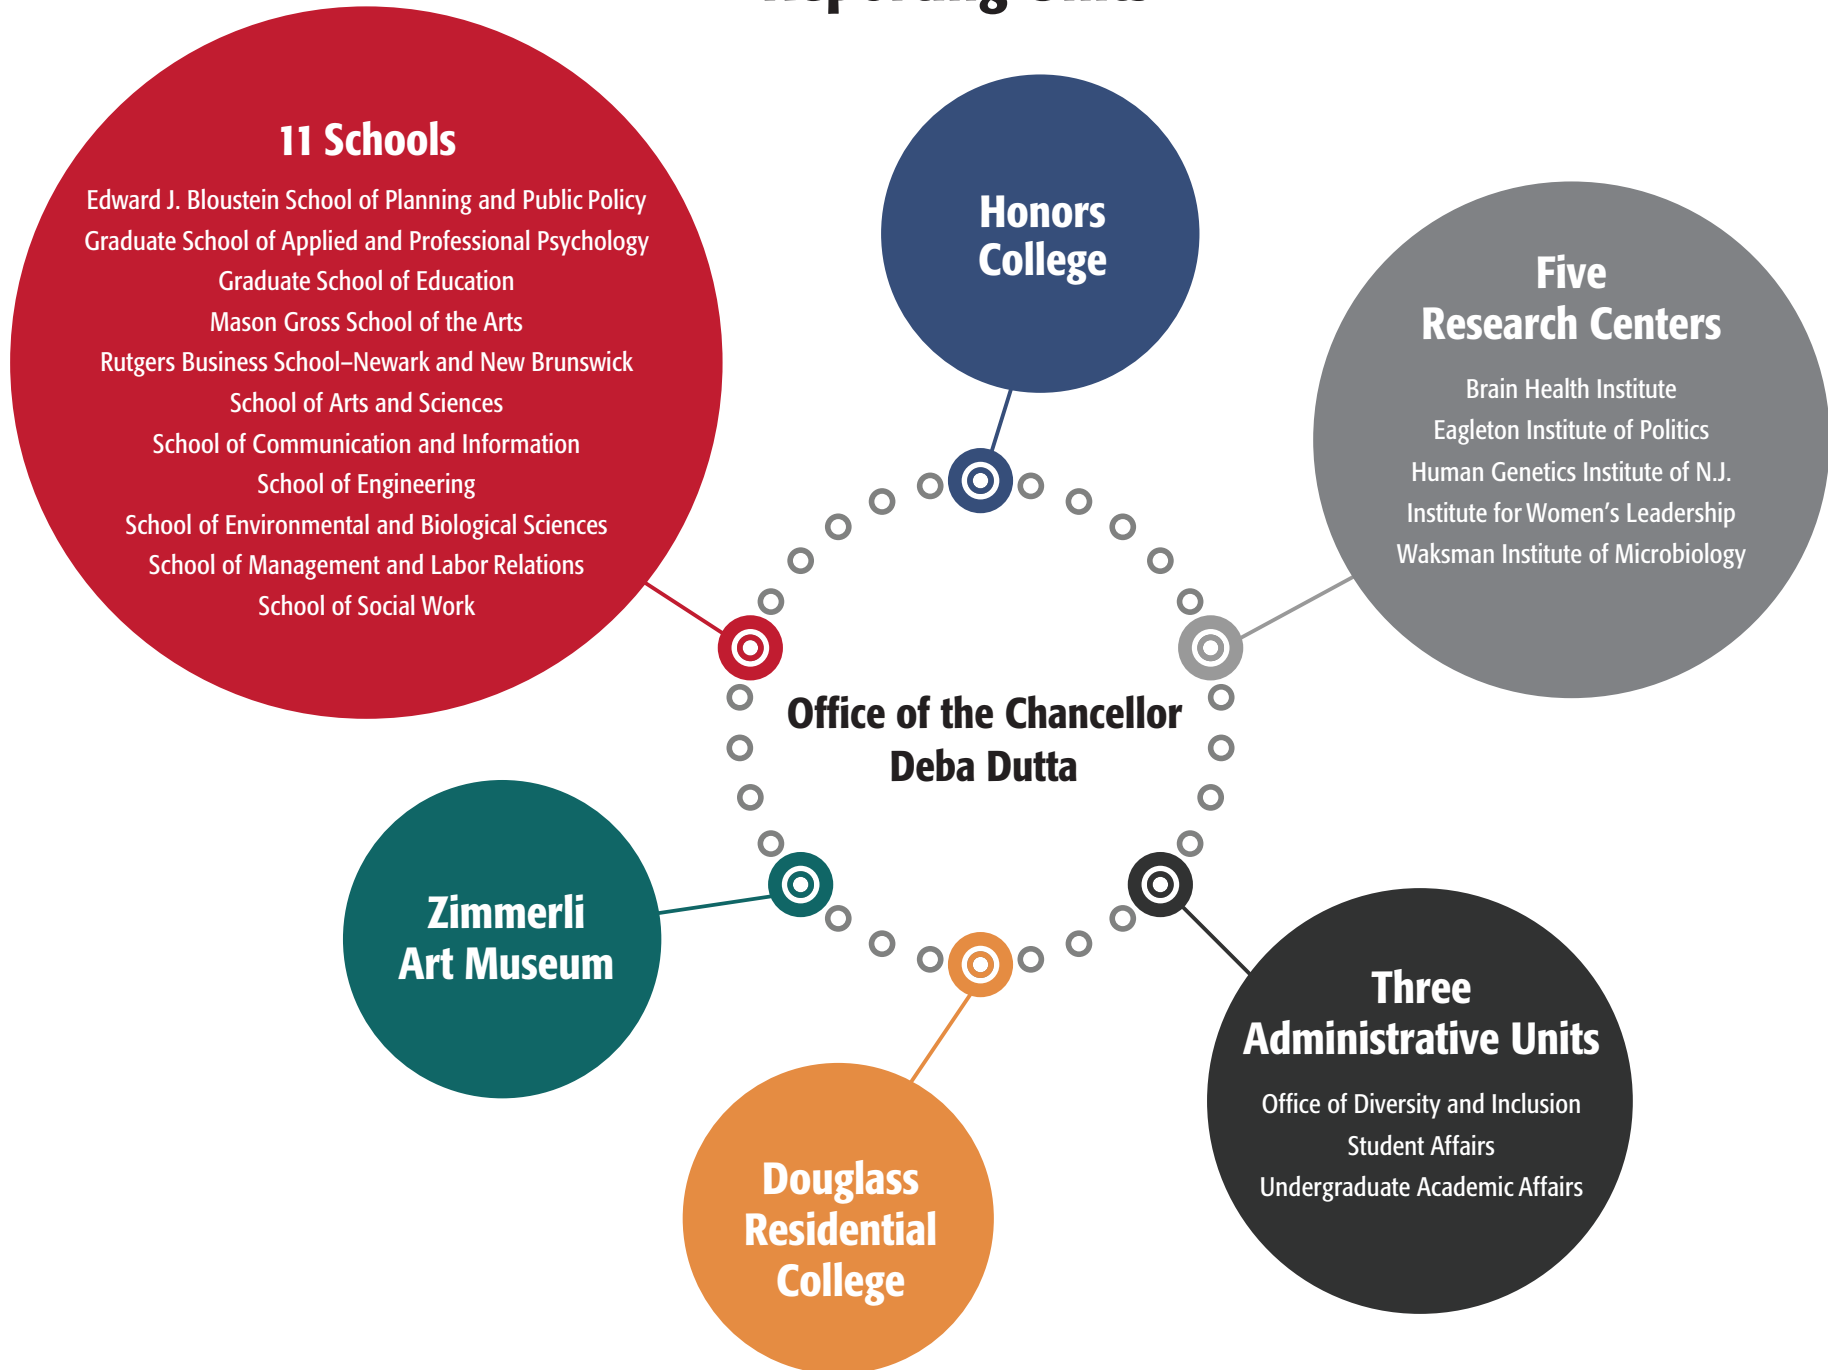 Reporting Units
11 Schools
Edward J. Bloustein School of Planning and Public Policy
Graduate School of Applied and Professional Psychology
Graduate School of Education
Mason Gross School of the Arts
Rutgers Business School–Newark and New Brunswick
School of Arts and Sciences
School of Communication and Information
School of Engineering
School of Environmental and Biological Sciences
School of Management and Labor Relations
School of Social Work
Honors
College
Five
Research Centers
Brain Health Institute
Eagleton Institute of Politics
Human Genetics Institute of N.J.
Institute for Women’s Leadership
Waksman Institute of Microbiology
Office of the Chancellor
Deba Dutta
Zimmerli
Art Museum
Douglass
Residential
College
Three
Administrative Units
Office of Diversity and Inclusion
Student Affairs
Undergraduate Academic Affairs